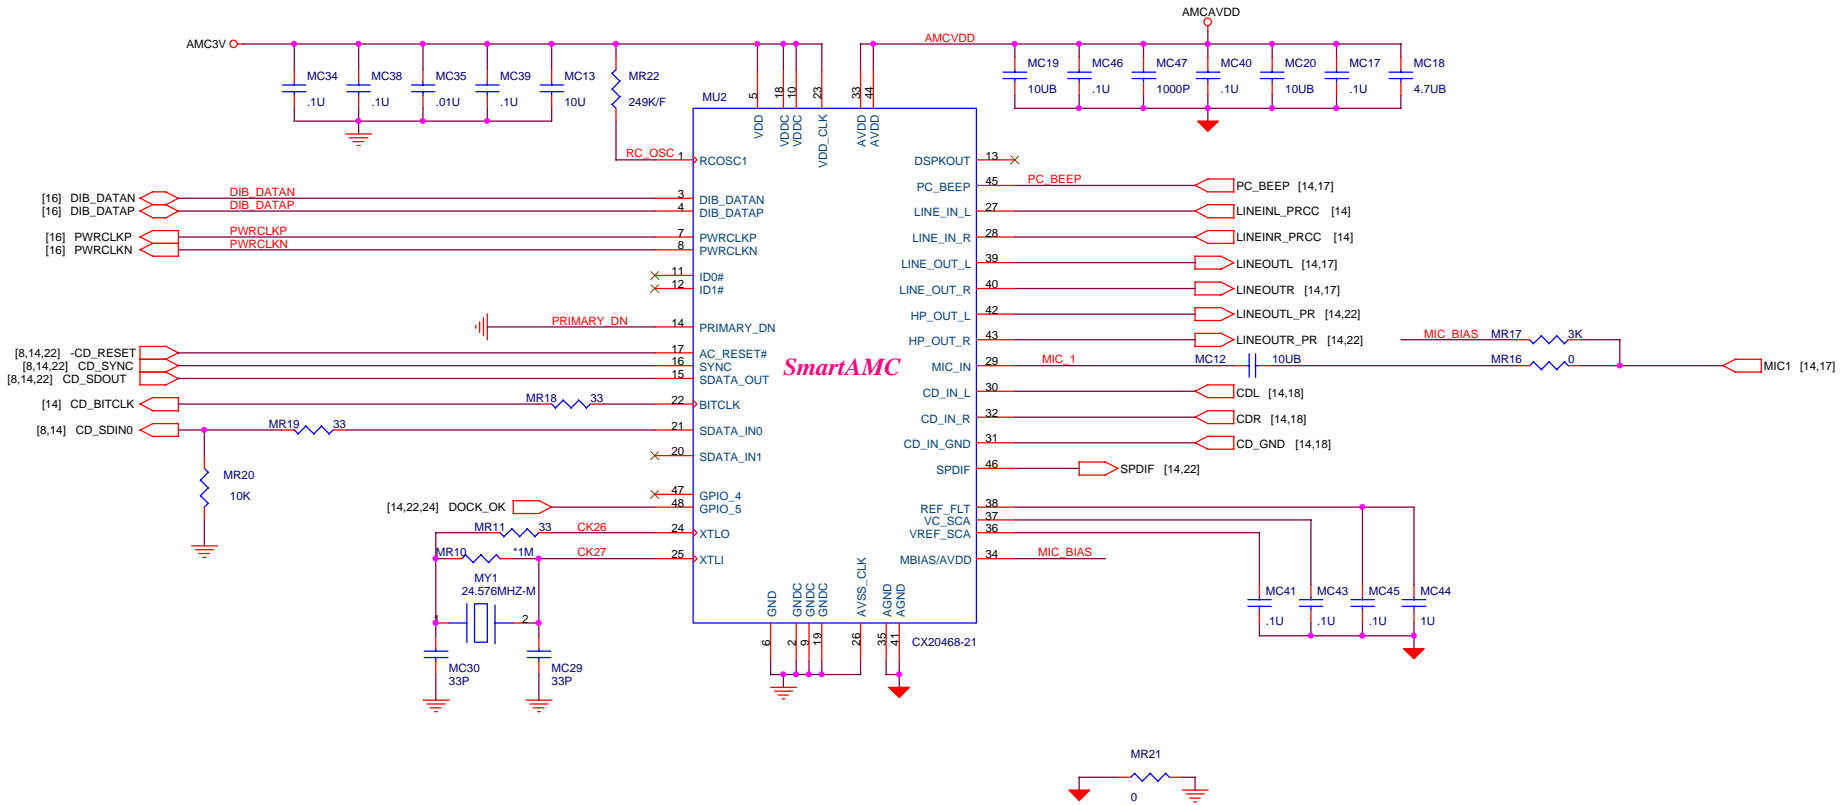 AMCAVDD
AMC3V
AMCVDD
MC34
.1U
MC38
.1U
MC35
.01U
MC39
.1U
MC13
10U
MR22
249K/F
MC19
10UB
MC46
.1U
MC47
1000P
MC40
.1U
MC20
10UB
MC17
.1U
MC18
4.7UB
MU2
5
18
10
23
33
44
VDD
VDDC
VDDC
VDD_CLK
AVDD
AVDD
RC_OSC 1 RCOSC1
DSPKOUT 13
[16] DIB_DATAN DIB_DATAN 3 DIB_DATAN
[16] DIB_DATAP DIB_DATAP 4 DIB_DATAP
[16] PWRCLKP PWRCLKP 7 PWRCLKP
[16] PWRCLKN PWRCLKN 8 PWRCLKN
11 ID0#
12 ID1#
PRIMARY_DN 14 PRIMARY_DN
[8,14,22] -CD_RESET 17 AC_RESET#
[8,14,22] CD_SYNC 16 SYNC
[8,14,22] CD_SDOUT 15 SDATA_OUT
[14] CD_BITCLK MR18 33 22 BITCLK
[8,14] CD_SDIN0 MR19 33 21 SDATA_IN0
MR20
10K
20 SDATA_IN1
47 GPIO_4
[14,22,24] DOCK_OK 48 GPIO_5
MR11 33 CK26 24 XTLO
MR10 *1M CK27 25 XTLI
MY1
24.576MHZ-M
1 2
MC30
33P
MC29
33P
SmartAMC
PC_BEEP 45 PC_BEEP PC_BEEP [14,17]
LINE_IN_L 27 LINEINL_PRCC [14]
LINE_IN_R 28 LINEINR_PRCC [14]
LINE_OUT_L 39 LINEOUTL [14,17]
LINE_OUT_R 40 LINEOUTR [14,17]
HP_OUT_L 42 LINEOUTL_PR [14,22]
HP_OUT_R 43 LINEOUTR_PR [14,22]
MIC_BIAS MR17 3K
MIC_IN 29 MIC_1 MC12 10UB MR16 0 MIC1 [14,17]
CD_IN_L 30 CDL [14,18]
CD_IN_R 32 CDR [14,18]
CD_IN_GND 31 CD_GND [14,18]
SPDIF 46 SPDIF [14,22]
REF_FLT 38
VC_SCA 37
VREF_SCA 36
MBIAS/AVDD 34 MIC_BIAS
MC41
.1U
MC43
.1U
MC45
.1U
MC44
1U
GND
GNDC
GNDC
GNDC
AVSS_CLK
AGND
AGND
6
2
9
19
26
35
41
CX20468-21
MR21
0